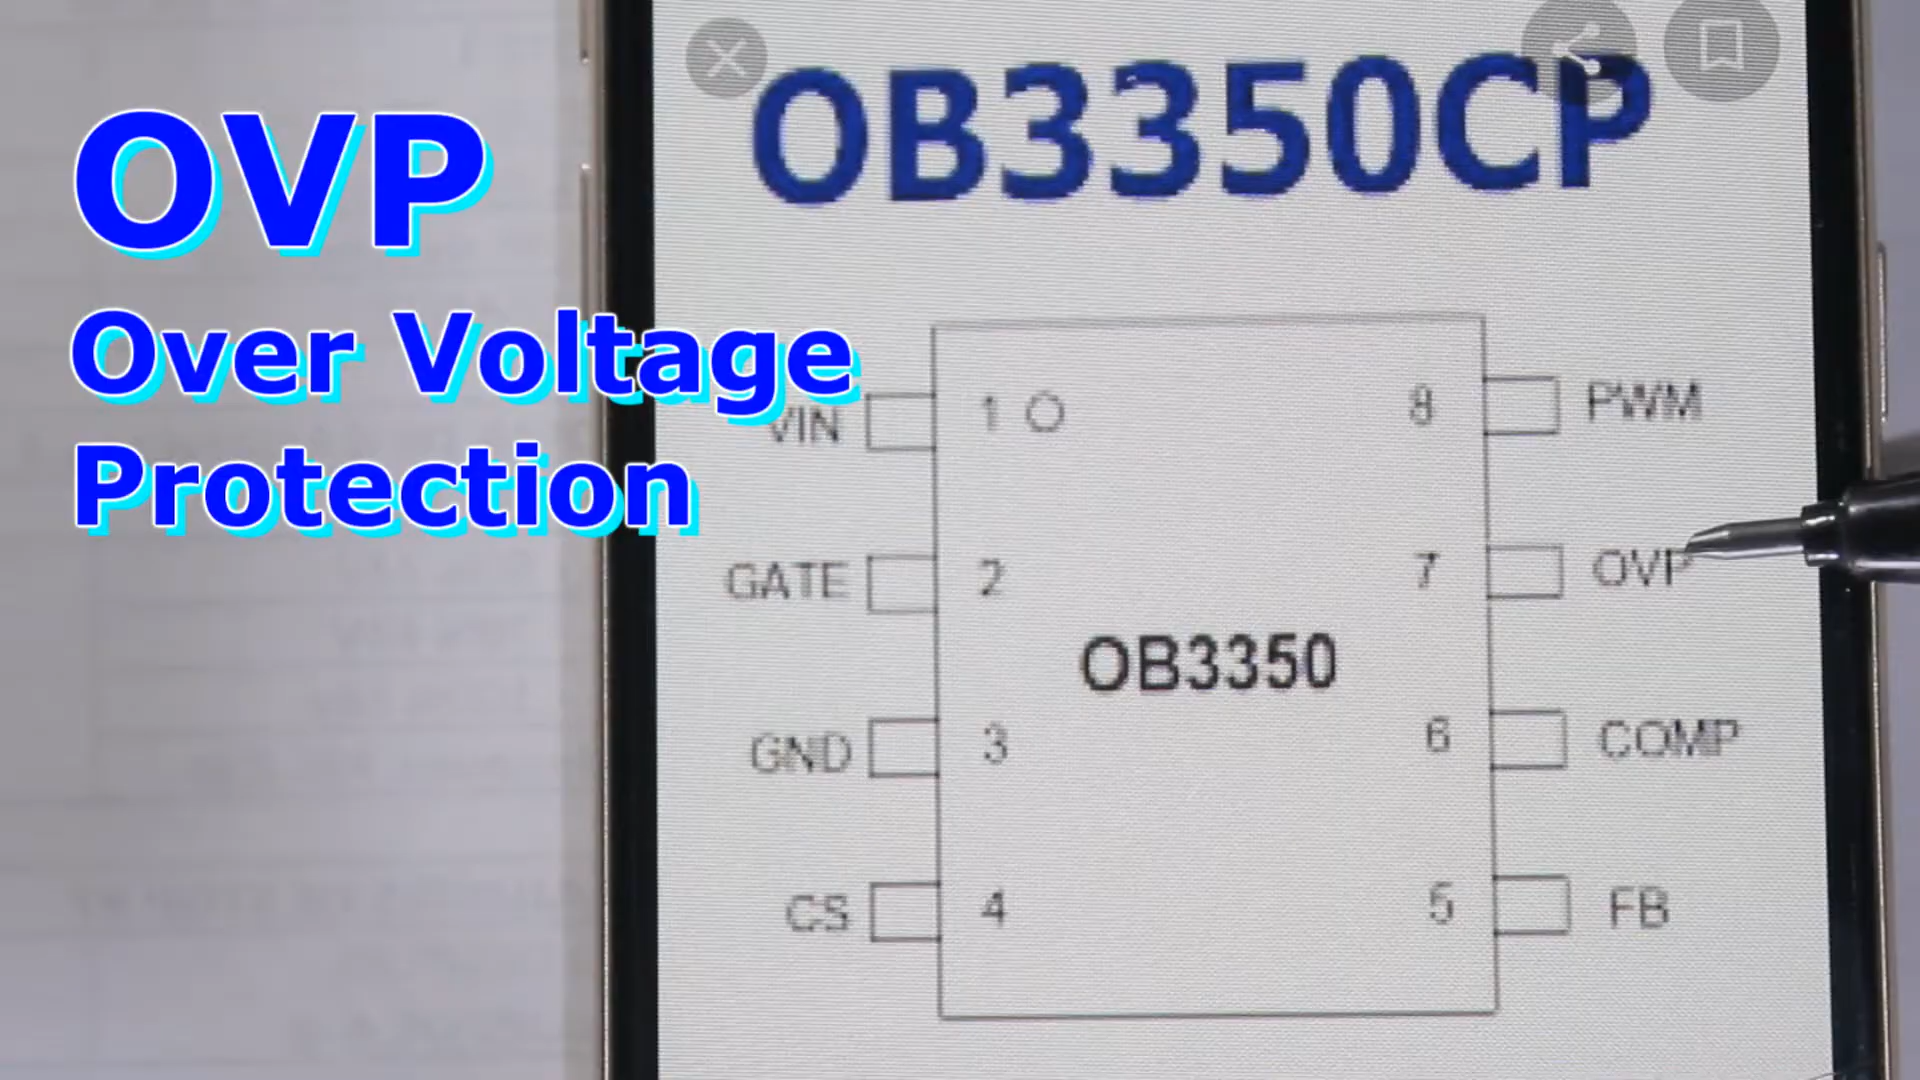 OVP
Over Voltage
Protection
OB3350CP
VIN 1 8 PWM
GATE 2 7 OVP
OB3350
GND 3 6 COMP
CS 4 5 FB